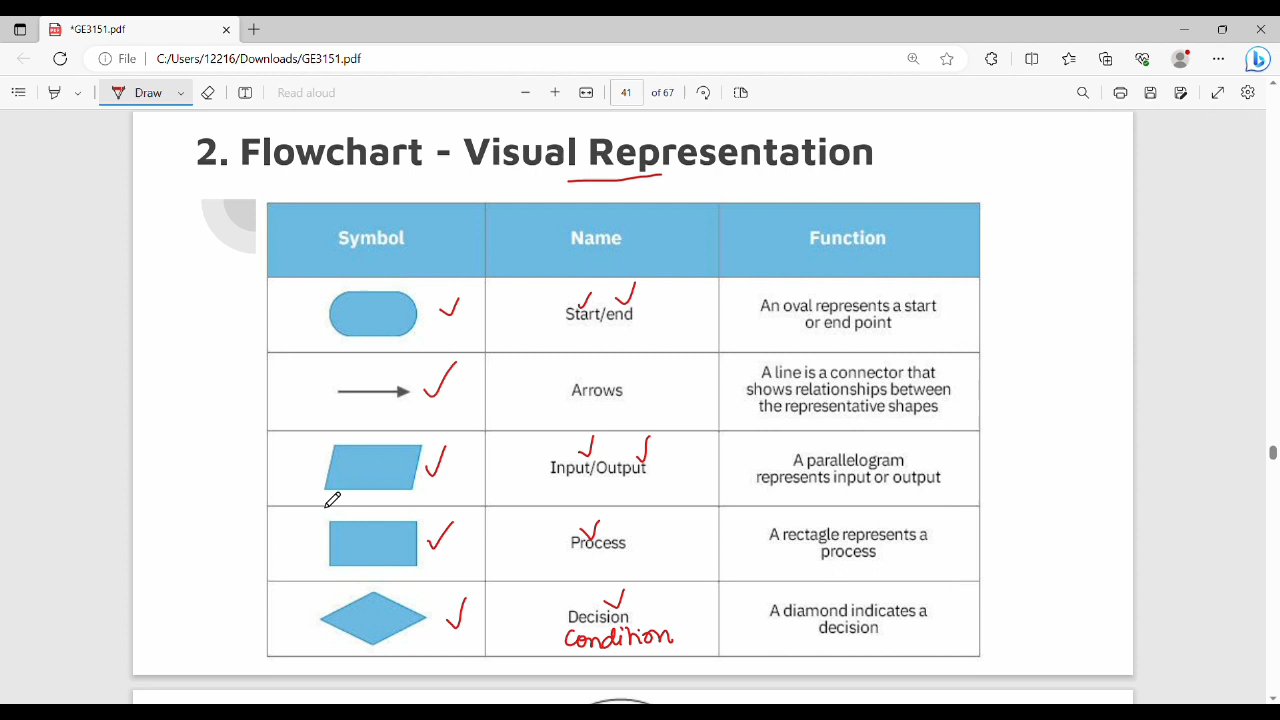 *GE3151.pdf
File
C:/Users/12216/Downloads/GE3151.pdf
Draw
Read aloud
41
of 67
2. Flowchart - Visual Representation
Symbol
Name
Function
Start/end
An oval represents a start
or end point
Arrows
A line is a connector that
shows relationships between
the representative shapes
Input/Output
A parallelogram
represents input or output
Process
A rectagle represents a
process
Decision
condition
A diamond indicates a
decision